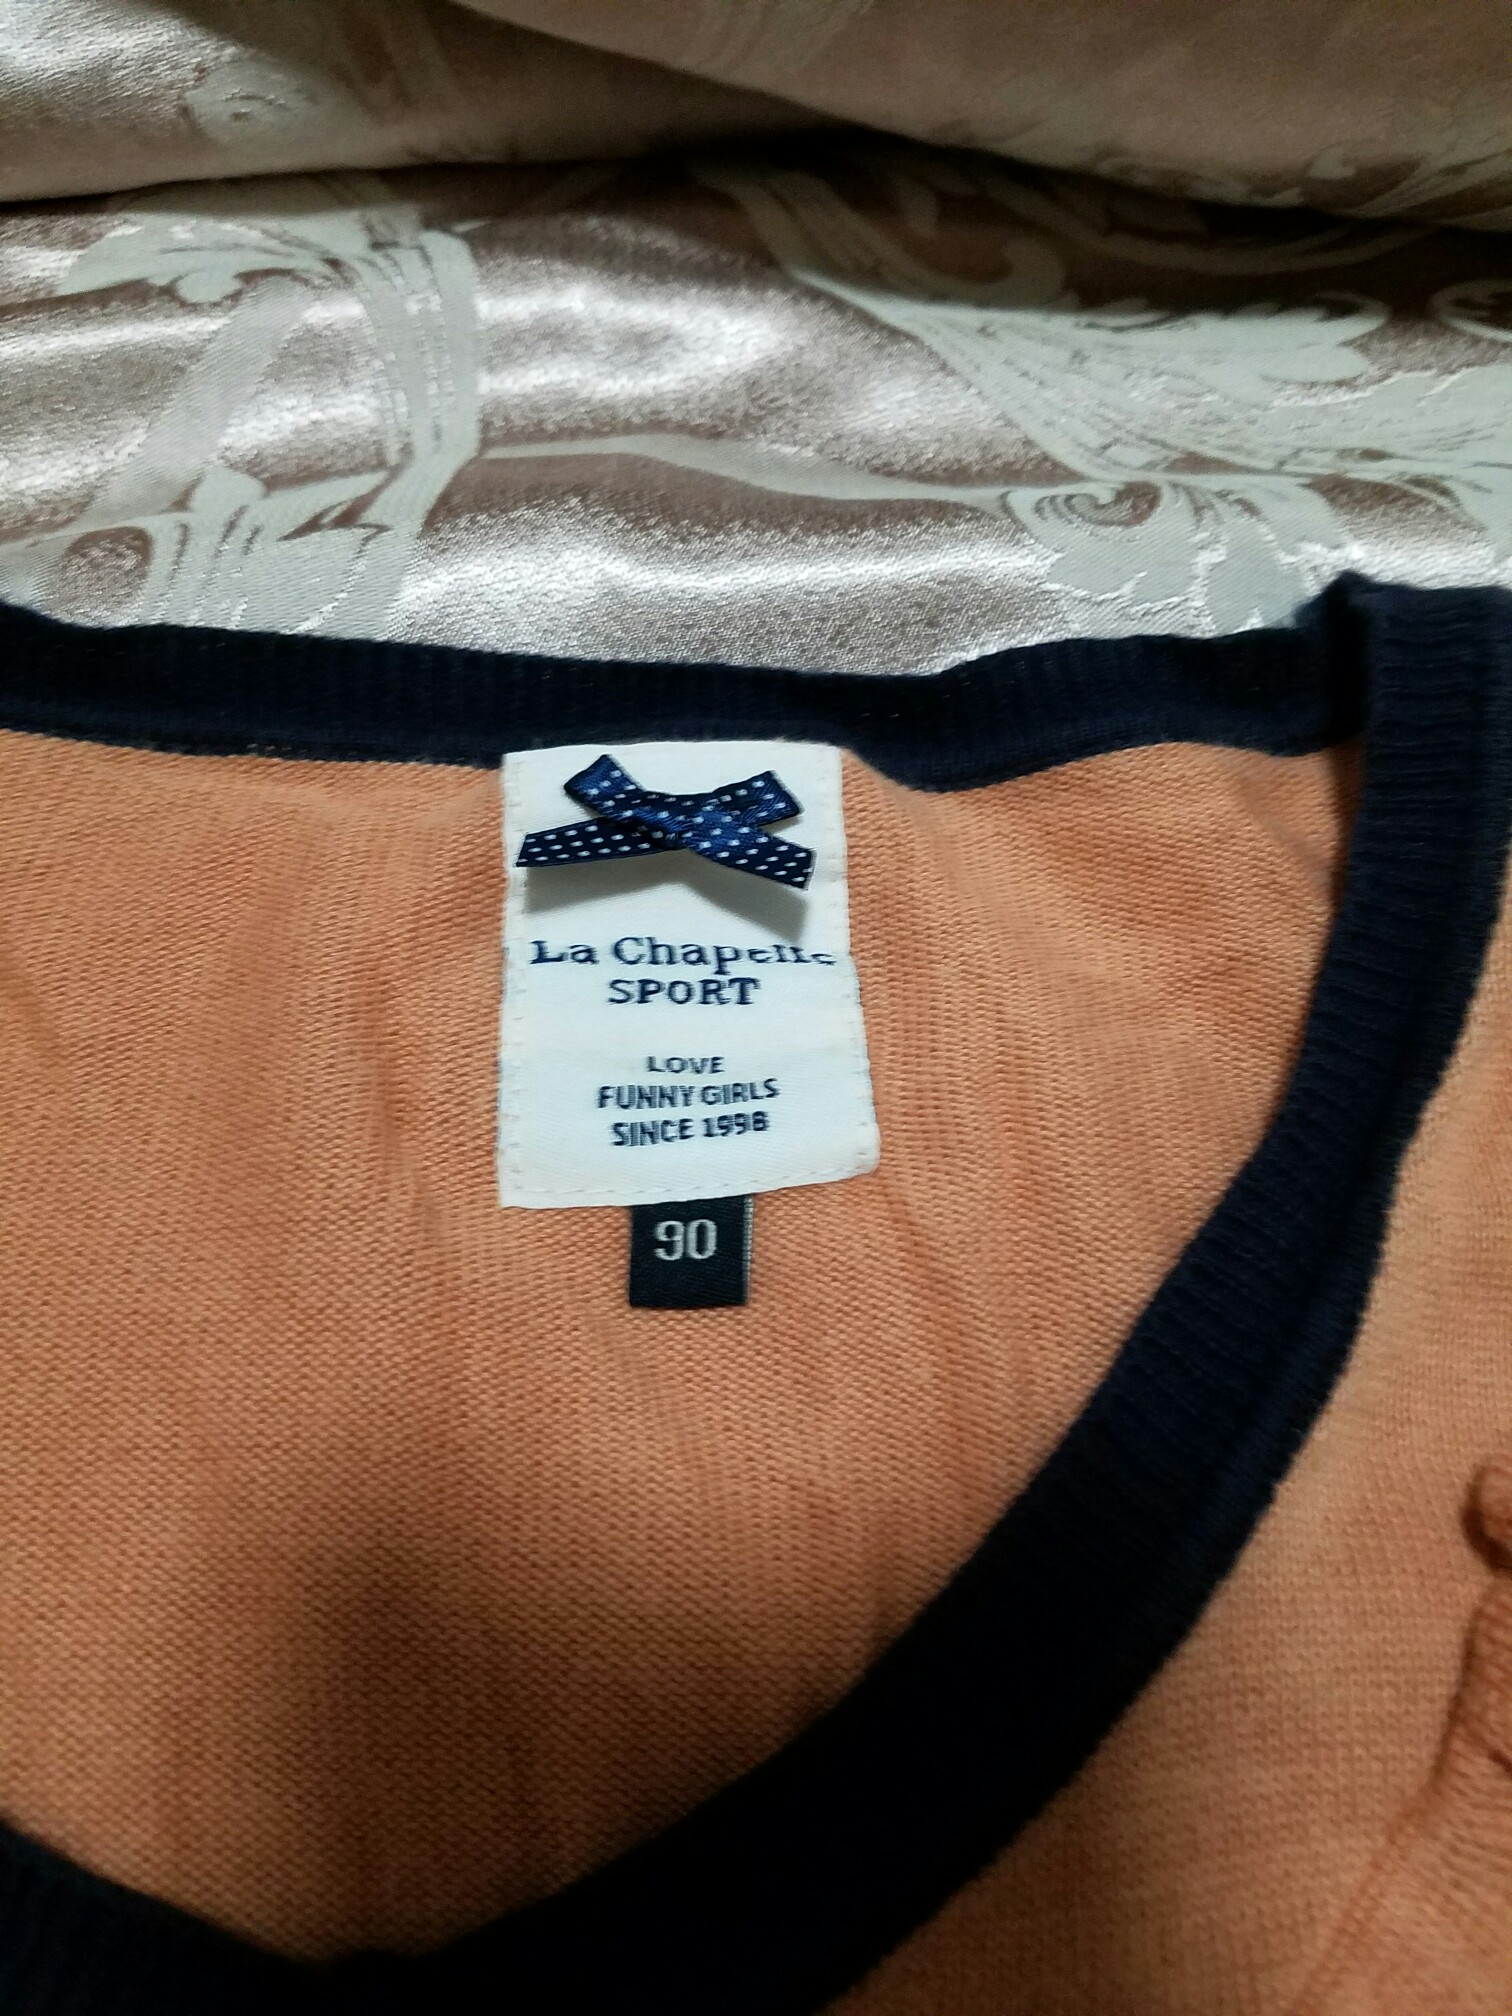 La Chapelle
SPORT
LOVE
FUNNY GIRLS
SINCE 1998
90